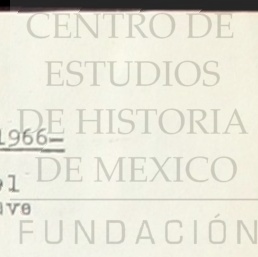 CENTRO DE
ESTUDIOS
DE HISTORIA
1966
DE MEXICO
FUNDACIÓN